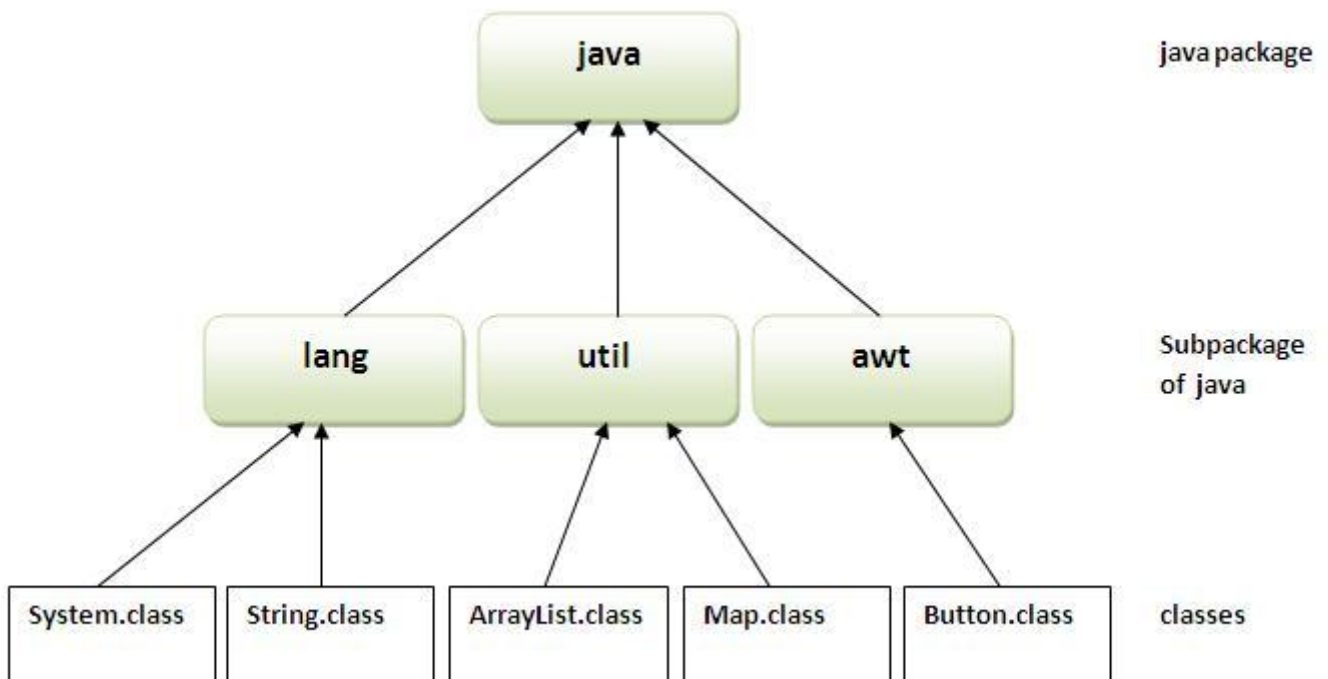 java
java package
lang
util
awt
Subpackage
of java
System.class
String.class
ArrayList.class
Map.class
Button.class
classes